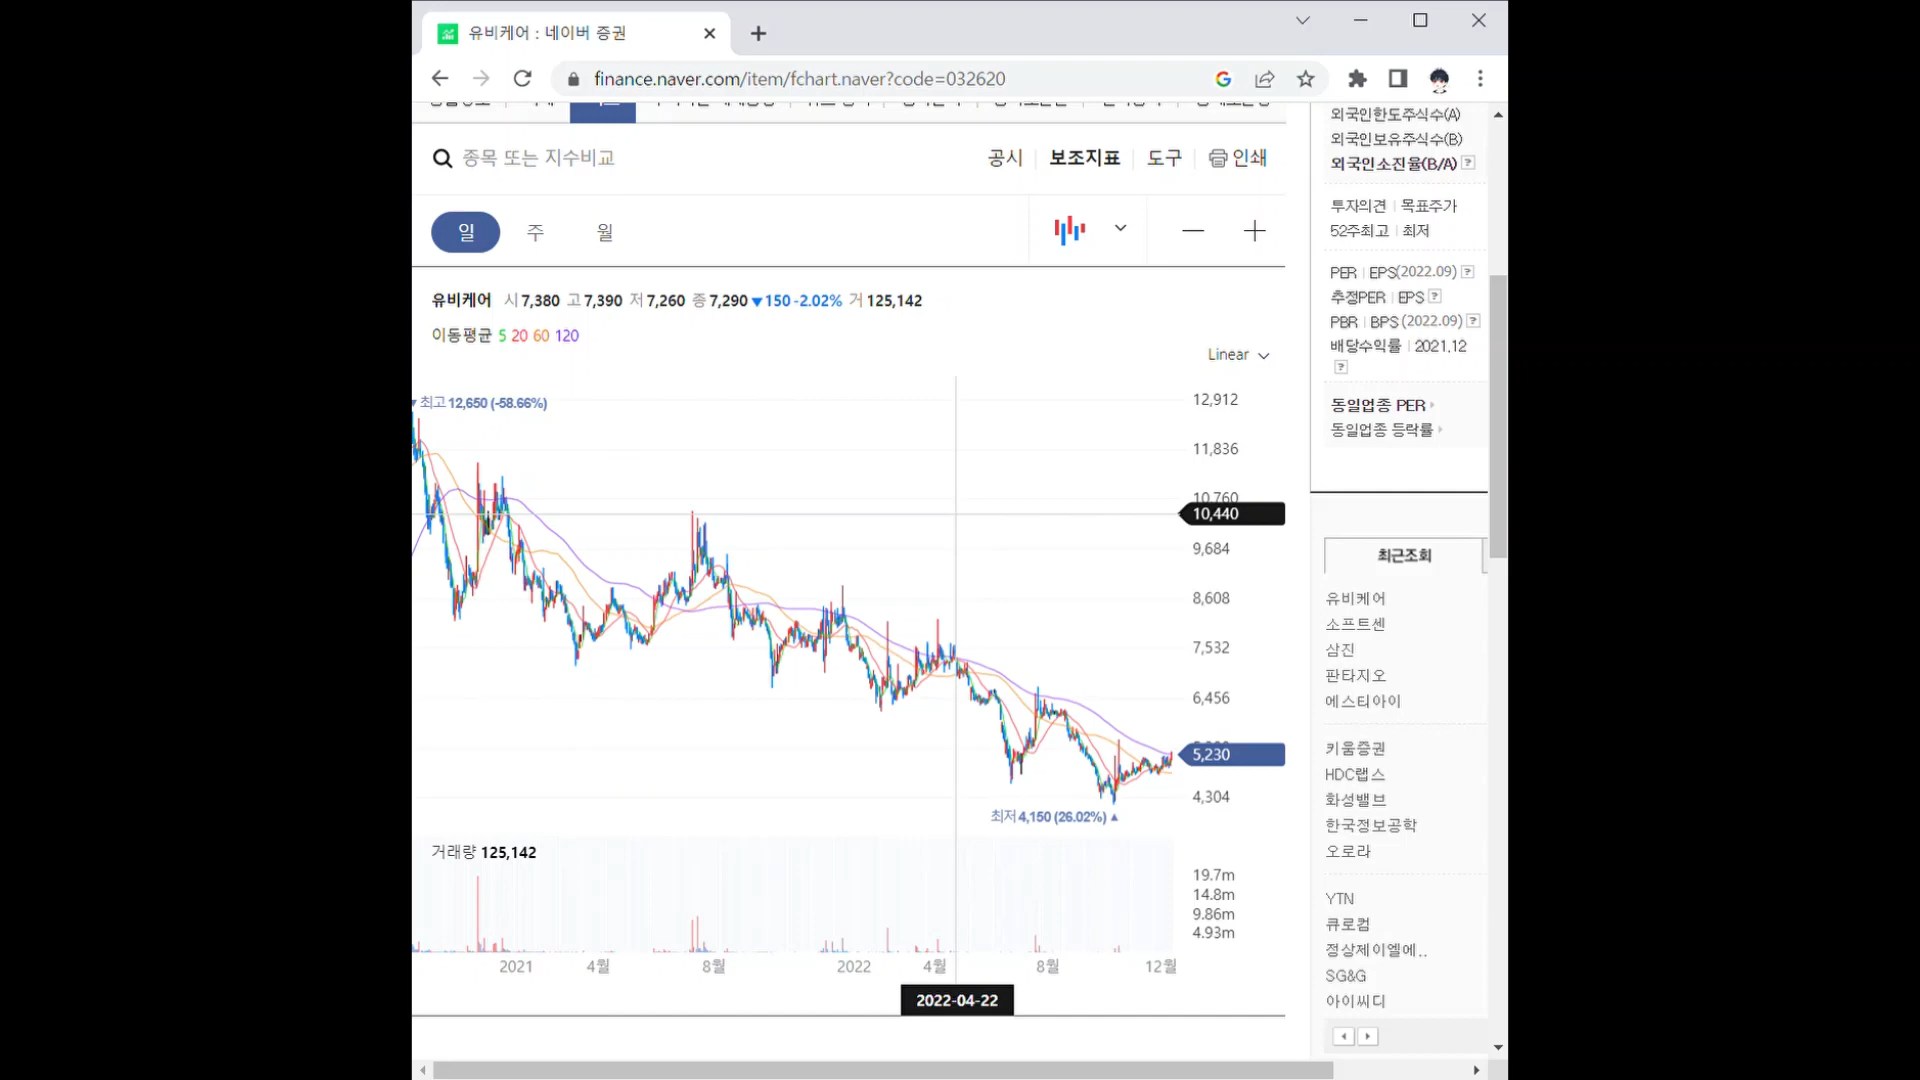 유비케어 : 네이버 증권
finance.naver.com/item/fchart.naver?code=032620
종목 또는 지수비교
공시 보조지표 도구 인쇄
일 주 월
유비케어 시 7,380 고 7,390 저 7,260 종 7,290 ▼150 -2.02% 거 125,142
이동평균 5 20 60 120
Linear
▼최고 12,650 (-58.66%)
12,912
11,836
10,760
10,440
9,684
8,608
7,532
6,456
5,230
4,304
최저 4,150 (26.02%) ▲
거래량 125,142
19.7m
14.8m
9.86m
4.93m
2021 4월 8월 2022 4월 8월 12월
2022-04-22
외국인한도주식수(A)
외국인보유주식수(B)
외국인소진율(B/A) ?
투자의견 | 목표주가
52주최고 | 최저
PER | EPS(2022.09) ?
추정PER | EPS ?
PBR | BPS (2022.09) ?
배당수익률 | 2021.12
?
동일업종 PER
동일업종 등락률
최근조회
유비케어
소프트센
삼진
판타지오
에스티아이
키움증권
HDC랩스
화성밸브
한국정보공학
오로라
YTN
큐로컴
정상제이엘에..
SG&G
아이씨디